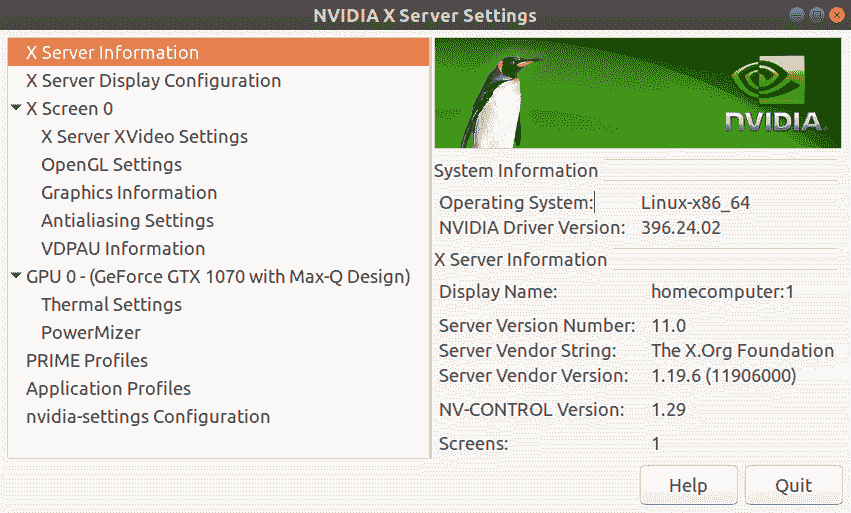 NVIDIA X Server Settings
X Server Information
X Server Display Configuration
X Screen 0
X Server XVideo Settings
OpenGL Settings
Graphics Information
Antialiasing Settings
VDPAU Information
GPU 0 - (GeForce GTX 1070 with Max-Q Design)
Thermal Settings
PowerMizer
PRIME Profiles
Application Profiles
nvidia-settings Configuration
NVIDIA.
System Information
Operating System: Linux-x86_64
NVIDIA Driver Version: 396.24.02
X Server Information
Display Name: homecomputer:1
Server Version Number: 11.0
Server Vendor String: The X.Org Foundation
Server Vendor Version: 1.19.6 (11906000)
NV-CONTROL Version: 1.29
Screens: 1
Help Quit